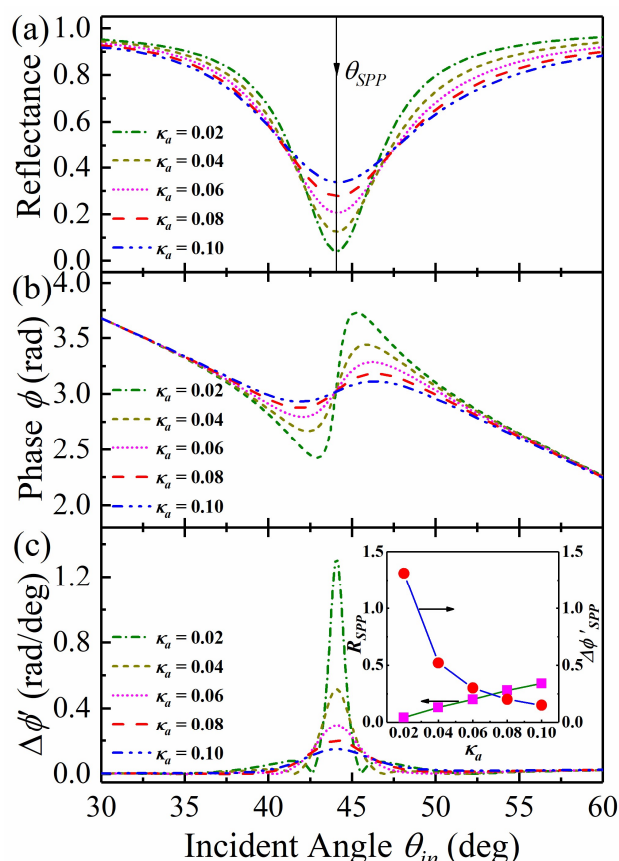 (a)
1.0
0.8
0.6
0.4
0.2
0.0
Reflectance
θSPP
κa = 0.02
κa = 0.04
κa = 0.06
κa = 0.08
κa = 0.10
(b)
4.0
3.5
3.0
2.5
2.0
Phase ϕ (rad)
κa = 0.02
κa = 0.04
κa = 0.06
κa = 0.08
κa = 0.10
(c)
1.2
0.8
0.4
0.0
Δϕ′ (rad/deg)
κa = 0.02
κa = 0.04
κa = 0.06
κa = 0.08
κa = 0.10
1.5
1.0
0.5
0.0
RSPP
1.5
1.0
0.5
0.0
Δϕ′SPP
0.02 0.04 0.06 0.08 0.10
κa
30 35 40 45 50 55 60
Incident Angle θin (deg)